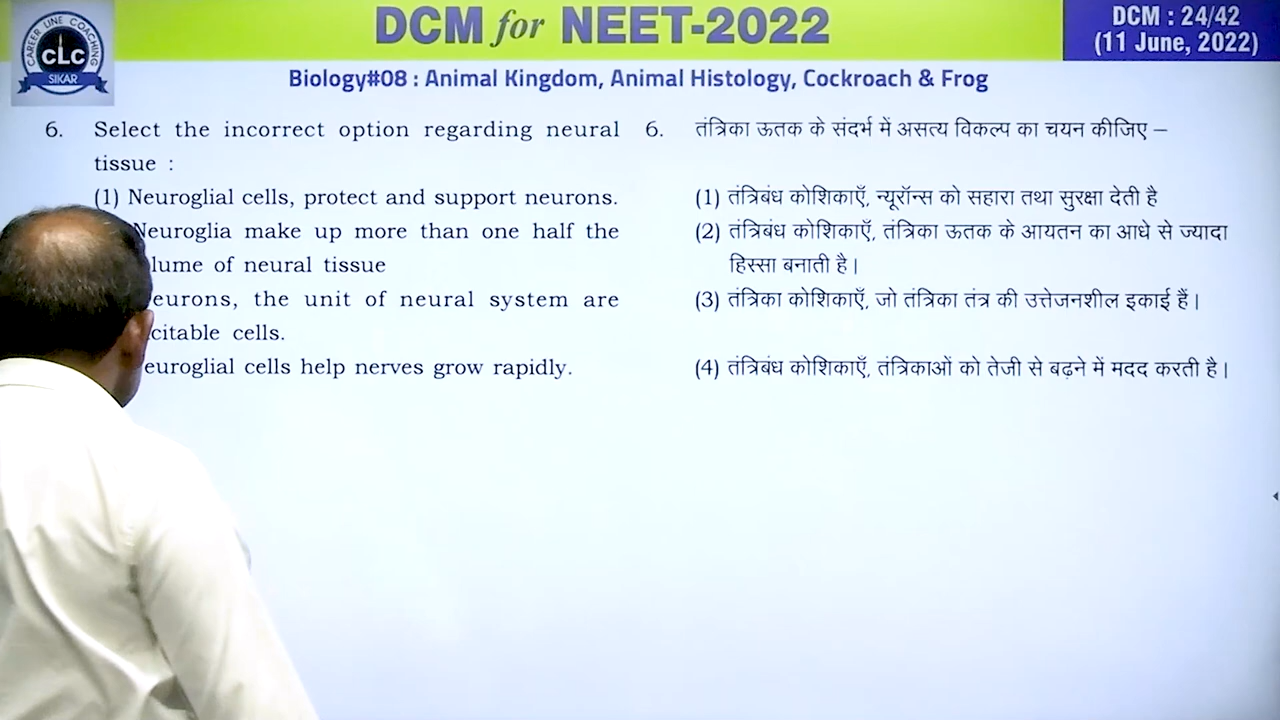 CAREER LINE COACHING
CLC
SIKAR
DCM for NEET-2022
DCM : 24/42
(11 June, 2022)
Biology#08 : Animal Kingdom, Animal Histology, Cockroach & Frog
6. Select the incorrect option regarding neural
tissue :
(1) Neuroglial cells, protect and support neurons.
Neuroglia make up more than one half the
lume of neural tissue
eurons, the unit of neural system are
citable cells.
euroglial cells help nerves grow rapidly.
6. तंत्रिका ऊतक के संदर्भ में असत्य विकल्प का चयन कीजिए –
(1) तंत्रिबंध कोशिकाएँ, न्यूरॉन्स को सहारा तथा सुरक्षा देती है
(2) तंत्रिबंध कोशिकाएँ, तंत्रिका ऊतक के आयतन का आधे से ज्यादा
हिस्सा बनाती है।
(3) तंत्रिका कोशिकाएँ, जो तंत्रिका तंत्र की उत्तेजनशील इकाई हैं।
(4) तंत्रिबंध कोशिकाएँ, तंत्रिकाओं को तेजी से बढ़ने में मदद करती है।